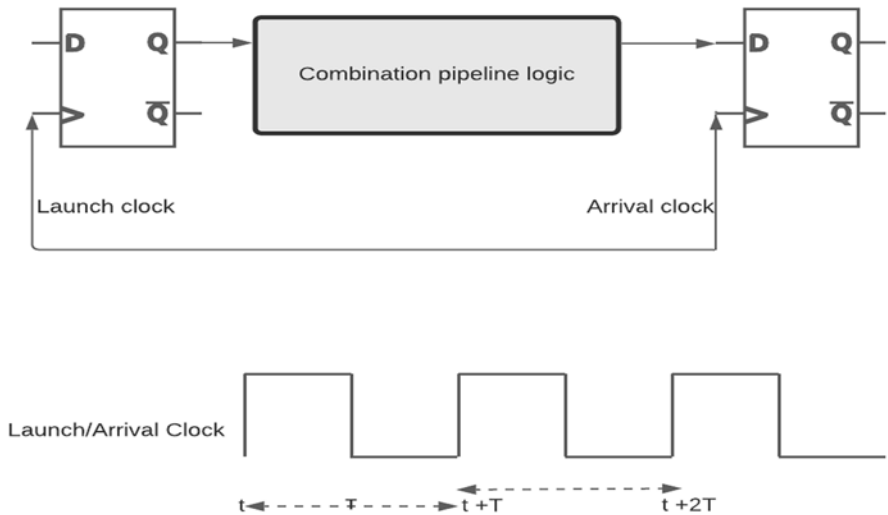 D Q Combination pipeline logic D Q
Q̅ Q̅
Launch clock Arrival clock
Launch/Arrival Clock
t T t +T t +2T